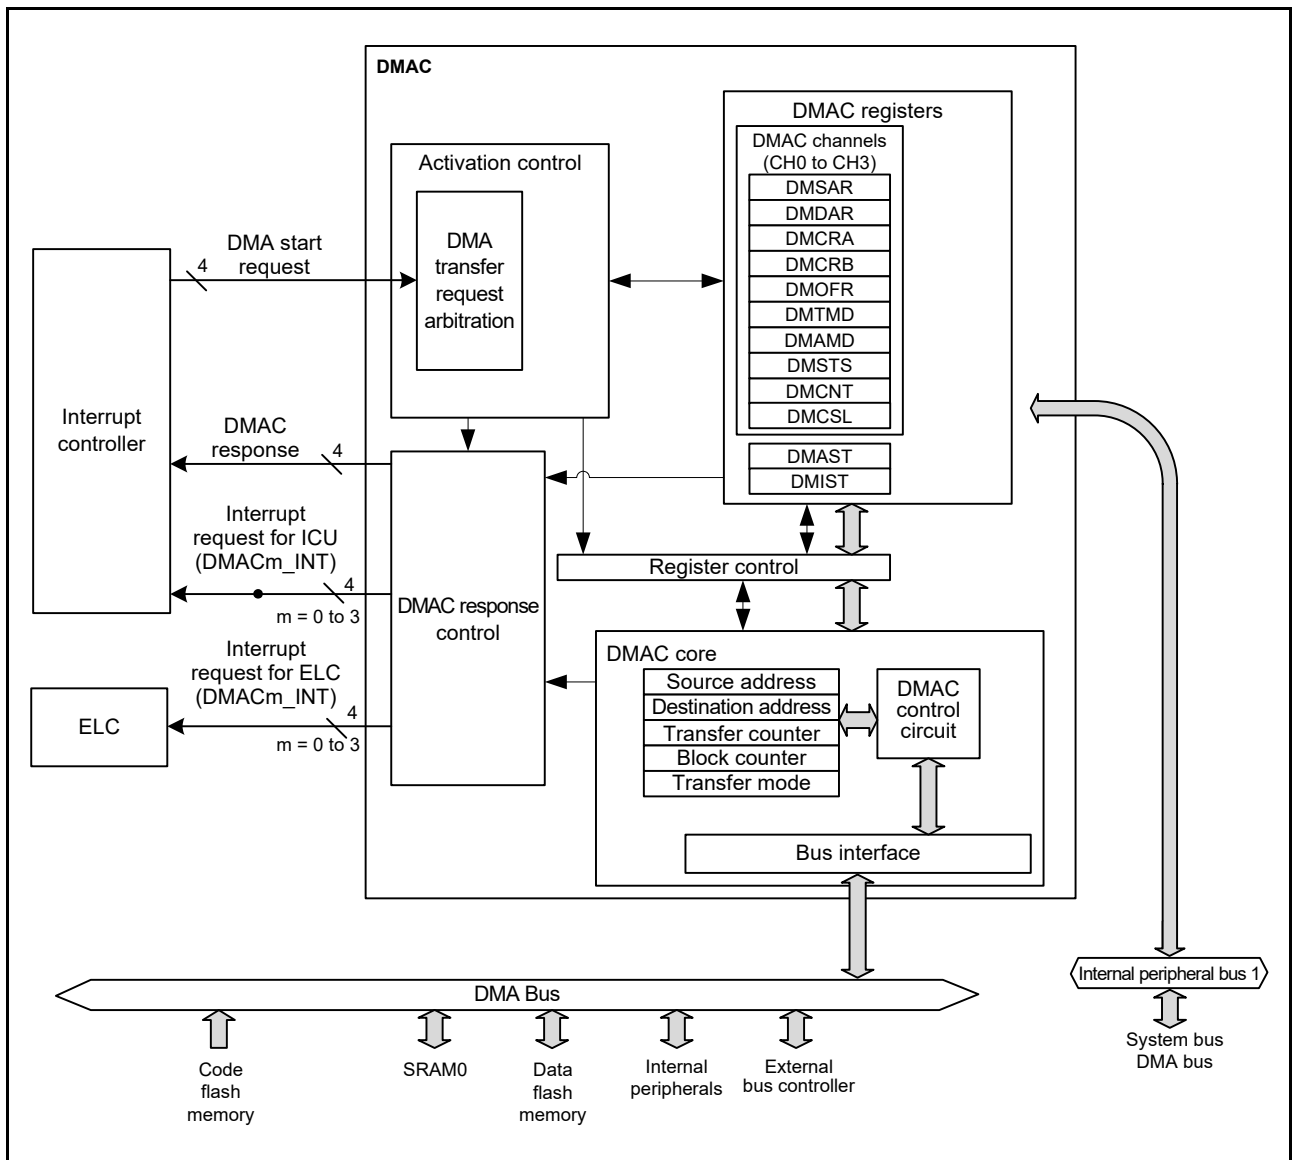 DMAC
DMAC registers
DMAC channels
(CH0 to CH3)
DMSAR
DMDAR
DMCRA
DMCRB
DMOFR
DMTMD
DMAMD
DMSTS
DMCNT
DMCSL
DMAST
DMIST
Activation control
DMA
transfer
request
arbitration
DMA start
request
4
Interrupt
controller
DMAC
response
4
Interrupt
request for ICU
(DMACm_INT)
4
m = 0 to 3
Interrupt
request for ELC
(DMACm_INT)
4
m = 0 to 3
ELC
DMAC response
control
Register control
DMAC core
Source address
Destination address
Transfer counter
Block counter
Transfer mode
DMAC
control
circuit
Bus interface
DMA Bus
Internal peripheral bus 1
System bus
DMA bus
Code
flash
memory
SRAM0
Data
flash
memory
Internal
peripherals
External
bus controller